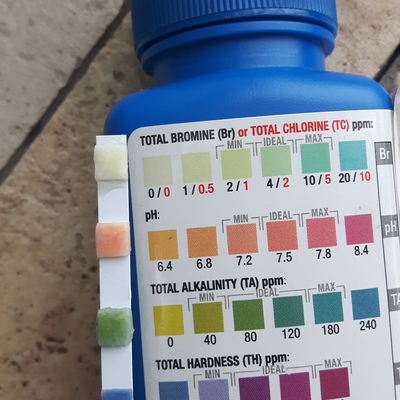 TOTAL BROMINE (Br) or TOTAL CHLORINE (TC) ppm:
MIN IDEAL MAX
0/0 1/0.5 2/1 4/2 10/5 20/10
Br
pH:
MIN IDEAL MAX
6.4 6.8 7.2 7.5 7.8 8.4
pH
TOTAL ALKALINITY (TA) ppm:
MIN IDEAL MAX
0 40 80 120 180 240
TA
TOTAL HARDNESS (TH) ppm:
MIN IDEAL MAX